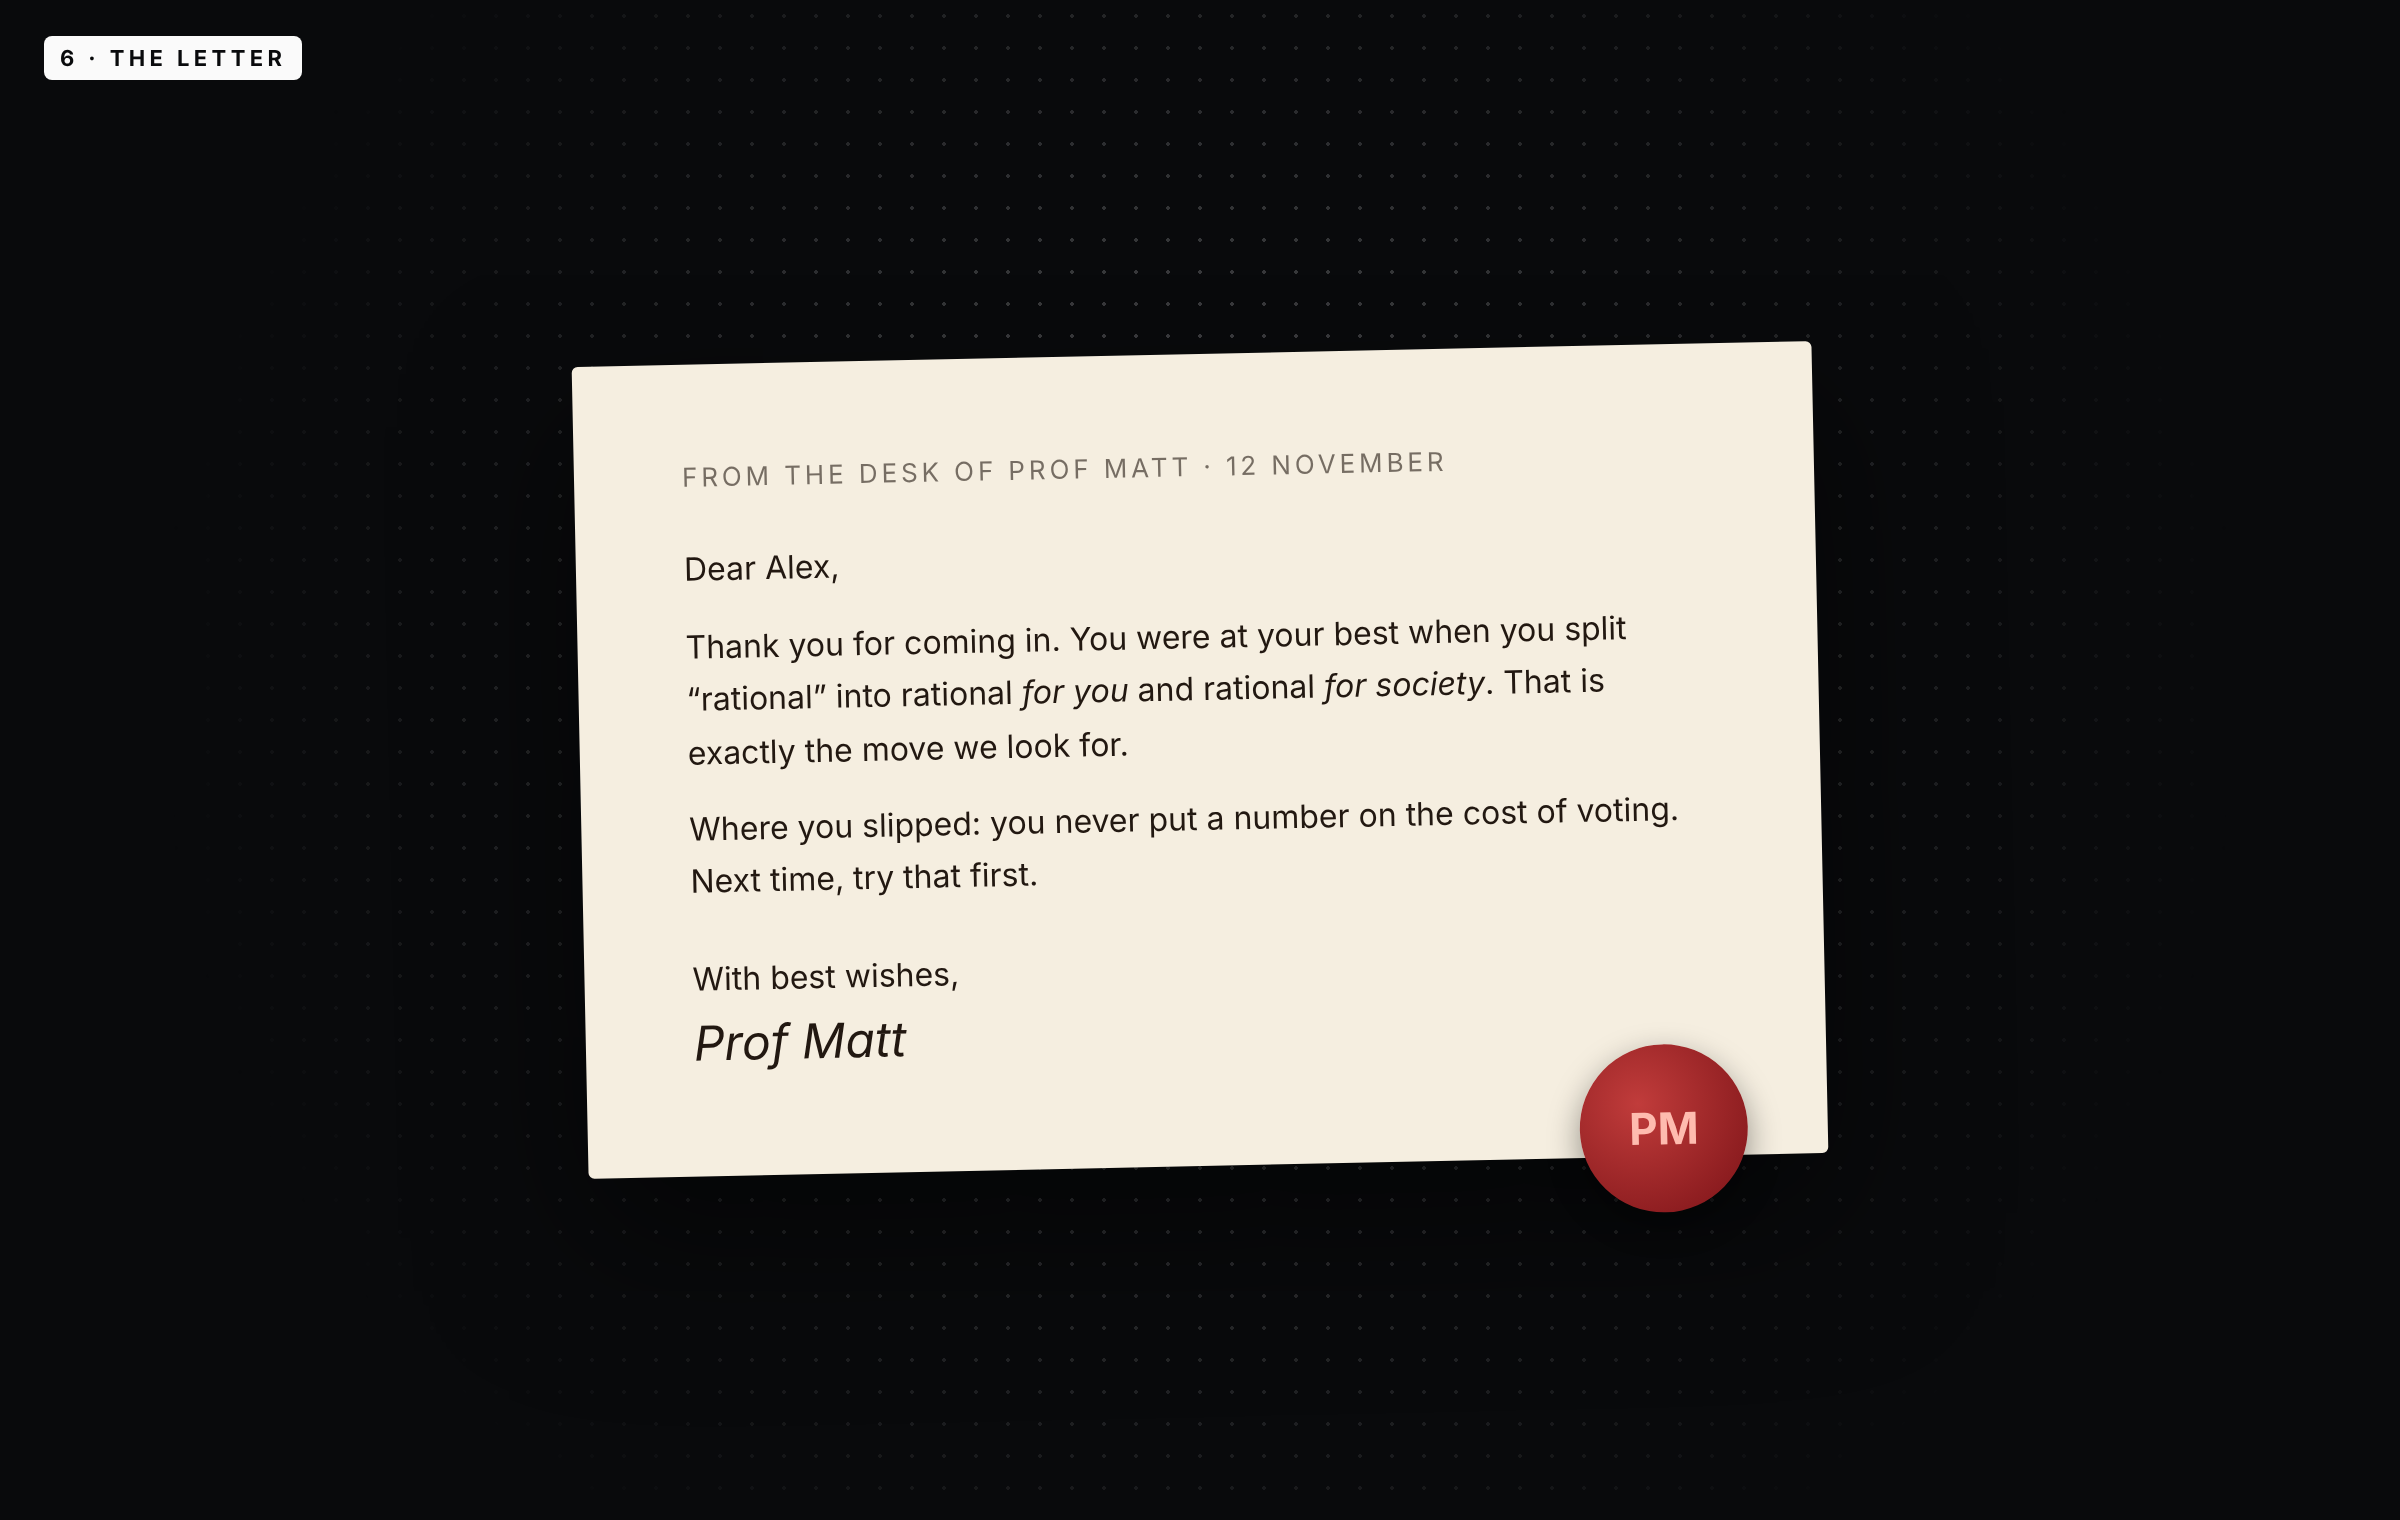 6 · THE LETTER
FROM THE DESK OF PROF MATT · 12 NOVEMBER
Dear Alex,
Thank you for coming in. You were at your best when you split
“rational” into rational for you and rational for society. That is
exactly the move we look for.
Where you slipped: you never put a number on the cost of voting.
Next time, try that first.
With best wishes,
Prof Matt
PM